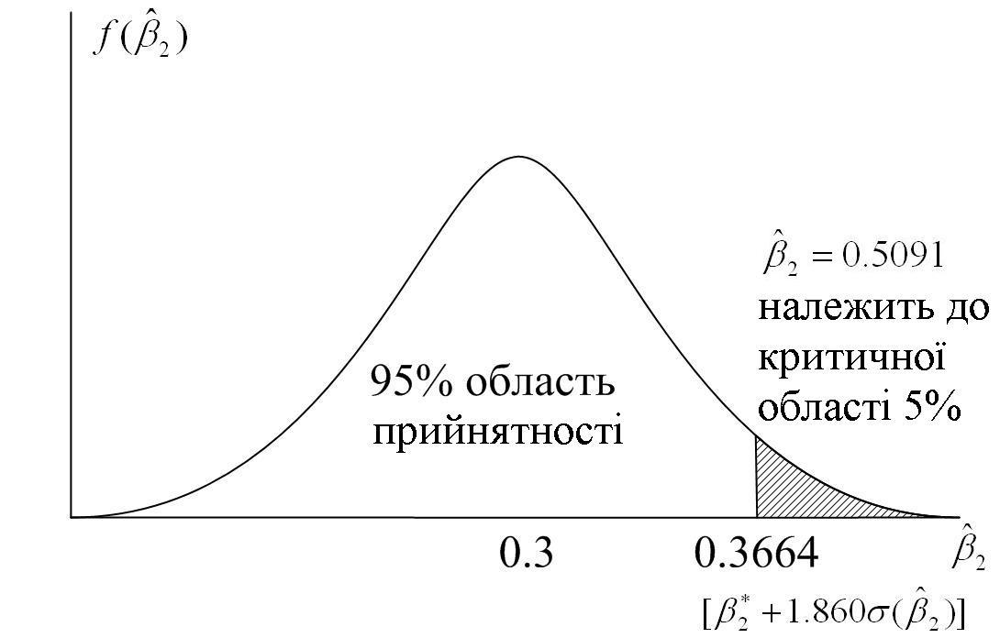 f(β̂₂)
β̂₂ = 0.5091
належить до
критичної
області 5%
95% область
прийнятності
0.3
0.3664
β̂₂
[β₂* +1.860σ(β̂₂)]